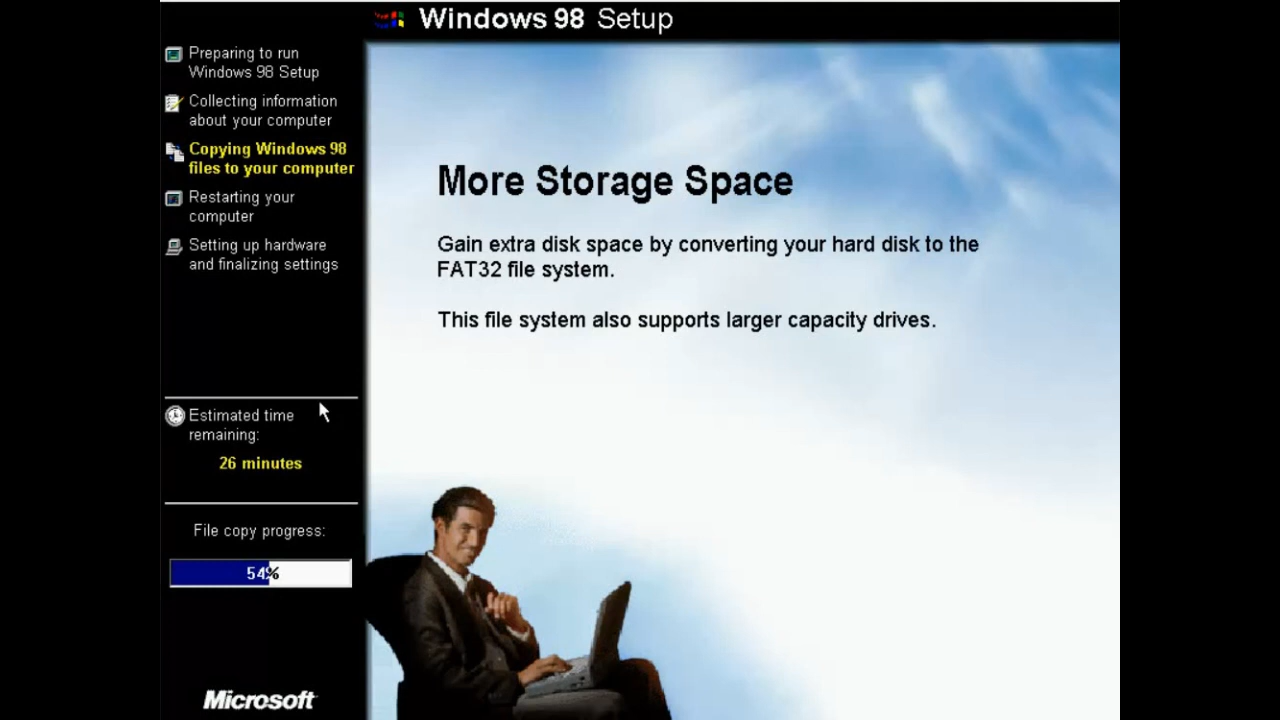 Windows 98 Setup
Preparing to run
Windows 98 Setup
Collecting information
about your computer
Copying Windows 98
files to your computer
Restarting your
computer
Setting up hardware
and finalizing settings
Estimated time
remaining:
26 minutes
File copy progress:
54%
Microsoft
More Storage Space
Gain extra disk space by converting your hard disk to the
FAT32 file system.
This file system also supports larger capacity drives.